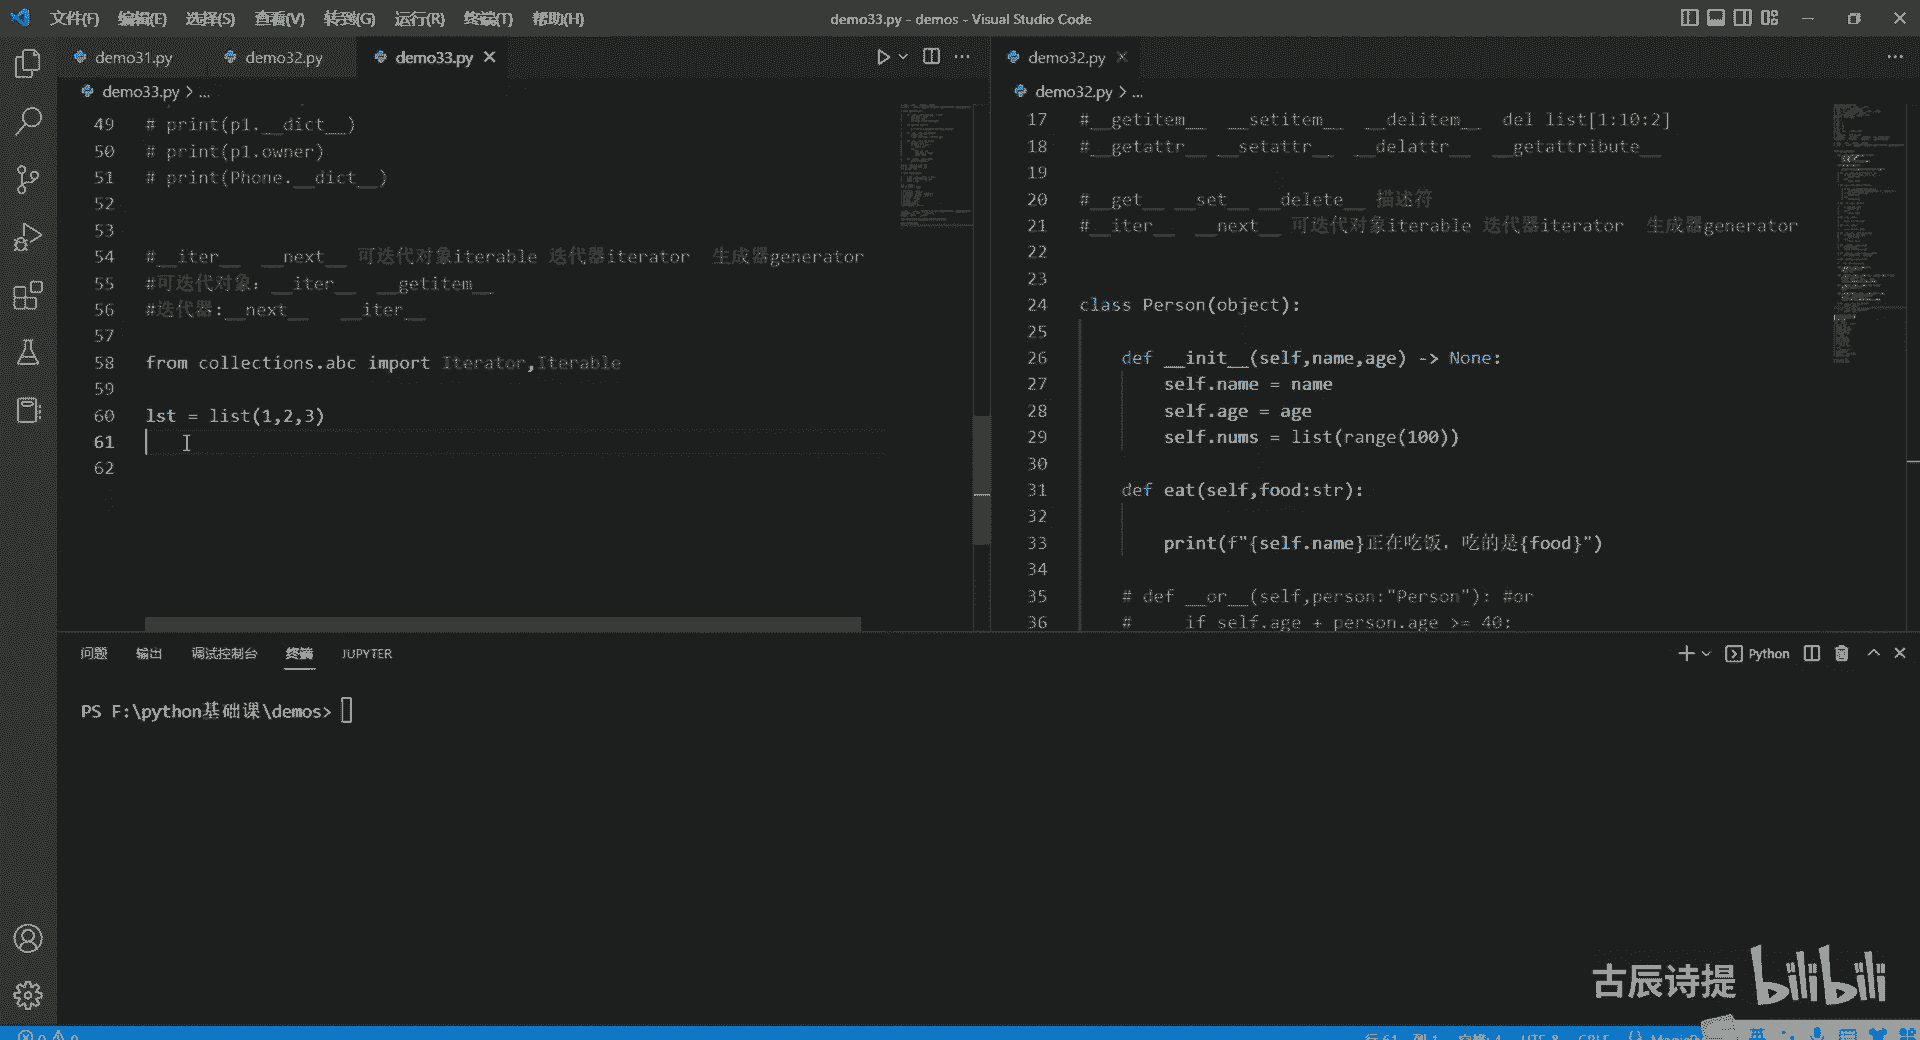 文件(F) 编辑(E) 选择(S) 查看(V) 转到(G) 运行(R) 终端(T) 帮助(H)
demo33.py - demos - Visual Studio Code
demo31.py demo32.py demo33.py
demo33.py > ...
49 # print(p1.__dict__)
50 # print(p1.owner)
51 # print(Phone.__dict__)
52
53
54 #__iter__ __next__ 可迭代对象iterable 迭代器iterator 生成器generator
55 #可迭代对象: __iter__ __getitem__
56 #迭代器:__next__ __iter__
57
58 from collections.abc import Iterator,Iterable
59
60 lst = list(1,2,3)
61
62
demo32.py
demo32.py > ...
17 #__getitem__ __setitem__ __delitem__ del list[1:10:2]
18 #__getattr__ __setattr__ __delattr__ __getattribute__
19
20 #__get__ __set__ __delete__ 描述符
21 #__iter__ __next__ 可迭代对象iterable 迭代器iterator 生成器generator
22
23
24 class Person(object):
25
26 def __init__(self,name,age) -> None:
27 self.name = name
28 self.age = age
29 self.nums = list(range(100))
30
31 def eat(self,food:str):
32
33 print(f"{self.name}正在吃饭，吃的是{food}")
34
35 # def __or__(self,person:"Person"): #or
36 # if self.age + person.age >= 40:
问题 输出 调试控制台 终端 JUPYTER
Python
PS F:\python基础课\demos>
古辰诗提 bilibili